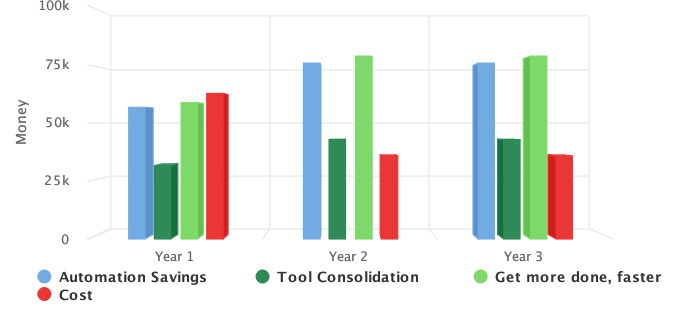 100k
75k
50k
25k
0
Money
Year 1 Year 2 Year 3
Automation Savings Tool Consolidation Get more done, faster
Cost